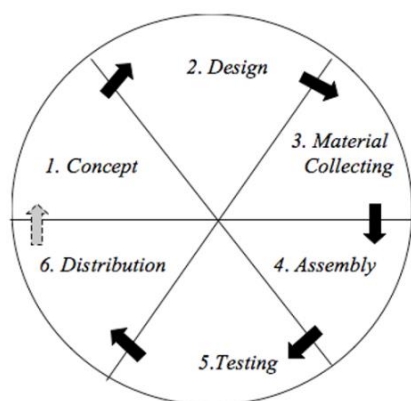 1. Concept
2. Design
3. Material
Collecting
4. Assembly
5.Testing
6. Distribution